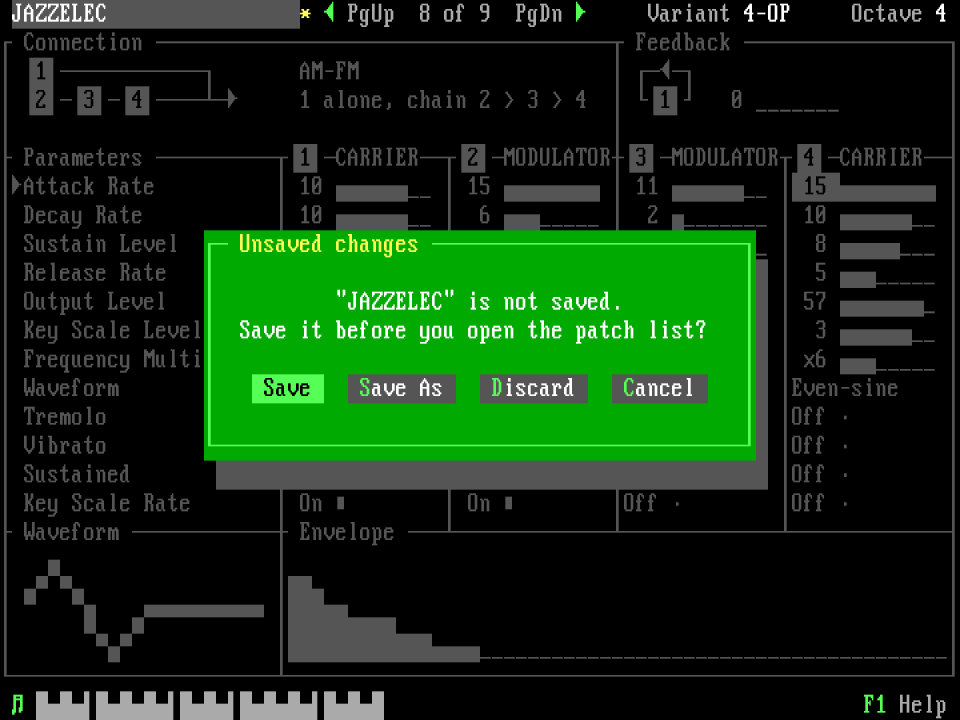 JAZZELEC * PgUp 8 of 9 PgDn Variant 4-OP Octave 4
Connection Feedback
1 AM-FM
2 3 4 1 alone, chain 2 > 3 > 4 1 0
Parameters 1 CARRIER 2 MODULATOR 3 MODULATOR 4 CARRIER
Attack Rate 10 15 11 15
Decay Rate 10 6 2 10
Sustain Level 8
Release Rate 5
Output Level 57
Key Scale Level 3
Frequency Multi x6
Waveform Even-sine
Tremolo Off
Vibrato Off
Sustained Off
Key Scale Rate On On Off Off
Unsaved changes
"JAZZELEC" is not saved.
Save it before you open the patch list?
Save Save As Discard Cancel
Waveform Envelope
F1 Help